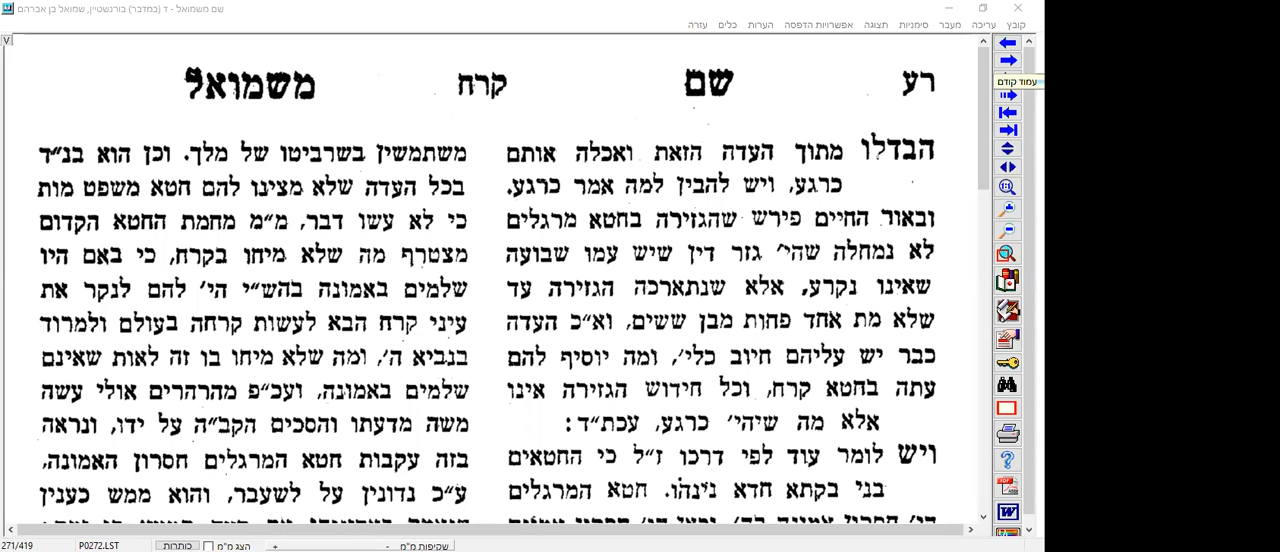 שם משמואל - ד (במדבר) בורנשטיין, שמואל בן אברהם
קובץ עריכה מעבר סימניות תצוגה אפשרויות הדפסה הערות כלים עזרה
V
עמוד קודם
רע שם קרח משמואל
הבדלו מתוך העדה הזאת ואכלה אותם
כרגע, ויש להבין למה אמר כרגע.
ובאור החיים פירש שהגזירה בחטא מרגלים
לא נמחלה שהי׳ גזר דין שיש עמו שבועה
שאינו נקרע, אלא שנתארכה הגזירה עד
שלא מת אחד פחות מבן ששים, וא״כ העדה
כבר יש עליהם חיוב כלי׳, ומה יוסיף להם
עתה בחטא קרח, וכל חידוש הגזירה אינו
אלא מה שיהי׳ כרגע, עכת״ד :
ויש לומר עוד לפי דרכו ז״ל כי החטאים
בני בקתא חדא נינהו. חטא המרגלים
משתמשין בשרביטו של מלך. וכן הוא בנ״ד
בכל העדה שלא מצינו להם חטא משפט מות
כי לא עשו דבר, מ״מ מחמת החטא הקדום
מצטרף מה שלא מיחו בקרח, כי באם היו
שלמים באמונה בהש״י הי׳ להם לנקר את
עיני קרח הבא לעשות קרחה בעולם ולמרוד
בנביא ה׳, ומה שלא מיחו בו זה לאות שאינם
שלמים באמונה, ועכ״פ מהרהרים אולי עשה
משה מדעתו והסכים הקב״ה על ידו, ונראה
בזה עקבות חטא המרגלים חסרון האמונה,
ע״כ נדונין על לשעבר, והוא ממש כענין
271/419
P0272.LST
כותרות
הצג מ״מ
+ - שקיפות מ״מ